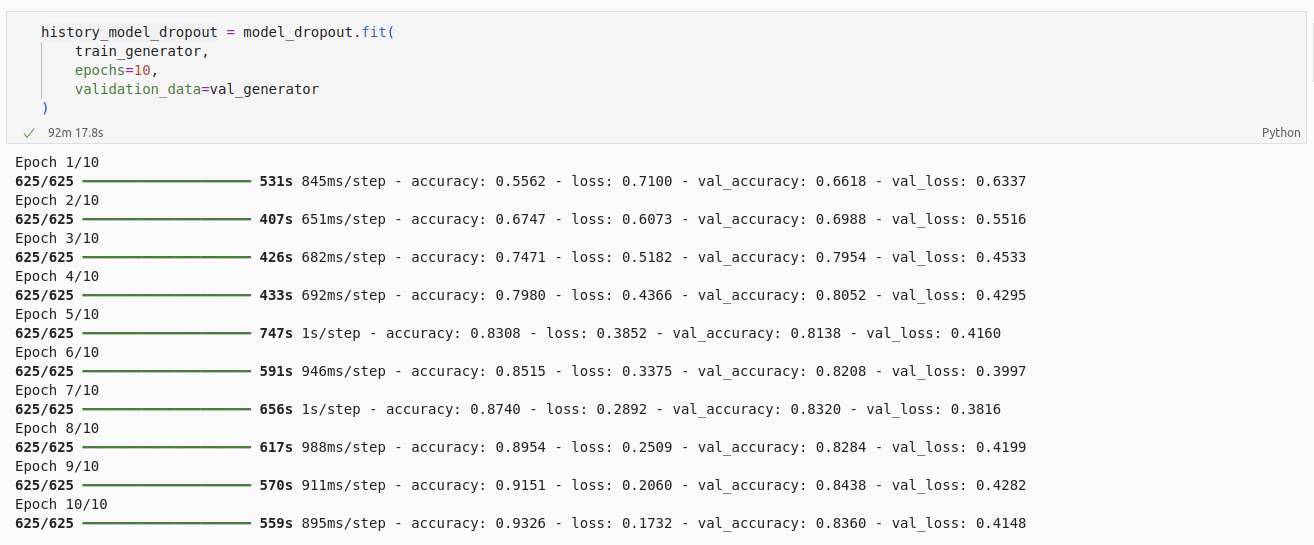 history_model_dropout = model_dropout.fit(
    train_generator,
    epochs=10,
    validation_data=val_generator
)
92m 17.8s
Python
Epoch 1/10
625/625 531s 845ms/step - accuracy: 0.5562 - loss: 0.7100 - val_accuracy: 0.6618 - val_loss: 0.6337
Epoch 2/10
625/625 407s 651ms/step - accuracy: 0.6747 - loss: 0.6073 - val_accuracy: 0.6988 - val_loss: 0.5516
Epoch 3/10
625/625 426s 682ms/step - accuracy: 0.7471 - loss: 0.5182 - val_accuracy: 0.7954 - val_loss: 0.4533
Epoch 4/10
625/625 433s 692ms/step - accuracy: 0.7980 - loss: 0.4366 - val_accuracy: 0.8052 - val_loss: 0.4295
Epoch 5/10
625/625 747s 1s/step - accuracy: 0.8308 - loss: 0.3852 - val_accuracy: 0.8138 - val_loss: 0.4160
Epoch 6/10
625/625 591s 946ms/step - accuracy: 0.8515 - loss: 0.3375 - val_accuracy: 0.8208 - val_loss: 0.3997
Epoch 7/10
625/625 656s 1s/step - accuracy: 0.8740 - loss: 0.2892 - val_accuracy: 0.8320 - val_loss: 0.3816
Epoch 8/10
625/625 617s 988ms/step - accuracy: 0.8954 - loss: 0.2509 - val_accuracy: 0.8284 - val_loss: 0.4199
Epoch 9/10
625/625 570s 911ms/step - accuracy: 0.9151 - loss: 0.2060 - val_accuracy: 0.8438 - val_loss: 0.4282
Epoch 10/10
625/625 559s 895ms/step - accuracy: 0.9326 - loss: 0.1732 - val_accuracy: 0.8360 - val_loss: 0.4148